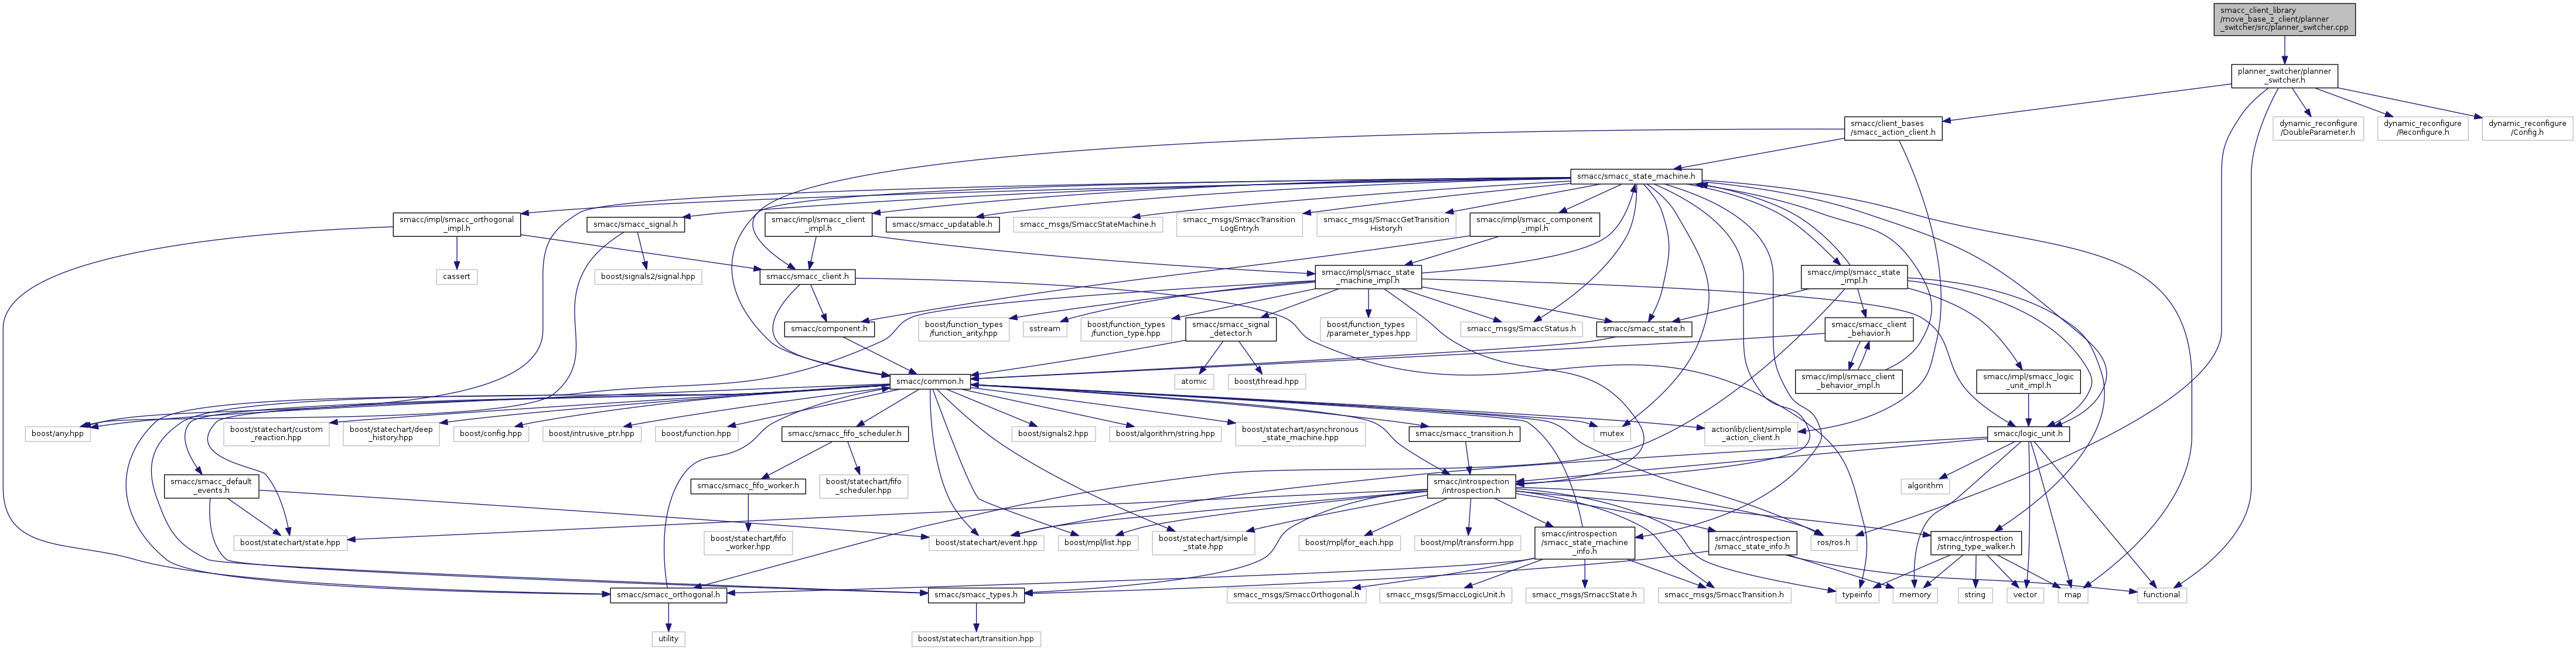 smacc_client_library
/move_base_z_client/planner
_switcher/src/planner_switcher.cpp
planner_switcher/planner
_switcher.h
smacc/client_bases
/smacc_action_client.h
dynamic_reconfigure
/DoubleParameter.h
dynamic_reconfigure
/Reconfigure.h
dynamic_reconfigure
/Config.h
smacc/smacc_state_machine.h
smacc/impl/smacc_orthogonal
_impl.h
smacc/smacc_signal.h
smacc/impl/smacc_client
_impl.h
smacc/smacc_updatable.h
smacc_msgs/SmaccStateMachine.h
smacc_msgs/SmaccTransition
LogEntry.h
smacc_msgs/SmaccGetTransition
History.h
smacc/impl/smacc_component
_impl.h
cassert
boost/signals2/signal.hpp
smacc/smacc_client.h
smacc/impl/smacc_state
_machine_impl.h
smacc/impl/smacc_state
_impl.h
smacc/component.h
boost/function_types
/function_arity.hpp
sstream
boost/function_types
/function_type.hpp
smacc/smacc_signal
_detector.h
boost/function_types
/parameter_types.hpp
smacc_msgs/SmaccStatus.h
smacc/smacc_state.h
smacc/smacc_client
_behavior.h
smacc/common.h
atomic
boost/thread.hpp
smacc/impl/smacc_client
_behavior_impl.h
smacc/impl/smacc_logic
_unit_impl.h
boost/any.hpp
boost/statechart/custom
_reaction.hpp
boost/statechart/deep
_history.hpp
boost/config.hpp
boost/intrusive_ptr.hpp
boost/function.hpp
smacc/smacc_fifo_scheduler.h
boost/signals2.hpp
boost/algorithm/string.hpp
boost/statechart/asynchronous
_state_machine.hpp
smacc/smacc_transition.h
mutex
actionlib/client/simple
_action_client.h
smacc/logic_unit.h
smacc/smacc_default
_events.h
smacc/smacc_fifo_worker.h
boost/statechart/fifo
_scheduler.hpp
smacc/introspection
/introspection.h
algorithm
boost/statechart/state.hpp
boost/statechart/fifo
_worker.hpp
boost/statechart/event.hpp
boost/mpl/list.hpp
boost/statechart/simple
_state.hpp
boost/mpl/for_each.hpp
boost/mpl/transform.hpp
smacc/introspection
/smacc_state_machine
_info.h
smacc/introspection
/smacc_state_info.h
ros/ros.h
smacc/introspection
/string_type_walker.h
smacc/smacc_orthogonal.h
smacc/smacc_types.h
smacc_msgs/SmaccOrthogonal.h
smacc_msgs/SmaccLogicUnit.h
smacc_msgs/SmaccState.h
smacc_msgs/SmaccTransition.h
typeinfo
memory
string
vector
map
functional
utility
boost/statechart/transition.hpp